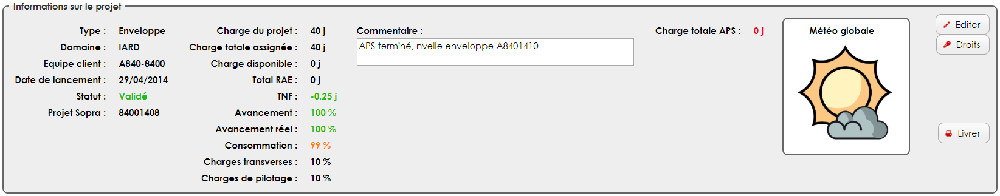 Informations sur le projet
Type : Enveloppe
Domaine : IARD
Equipe client : A840-8400
Date de lancement : 29/04/2014
Statut : Validé
Projet Sopra : 84001408
Charge du projet : 40 j
Charge totale assignée : 40 j
Charge disponible : 0 j
Total RAE : 0 j
TNF : -0.25 j
Avancement : 100 %
Avancement réel : 100 %
Consommation : 99 %
Charges transverses : 10 %
Charges de pilotage : 10 %
Commentaire :
APS terminé, nvelle enveloppe A8401410
Charge totale APS : 0 j
Météo globale
Editer
Droits
Livrer